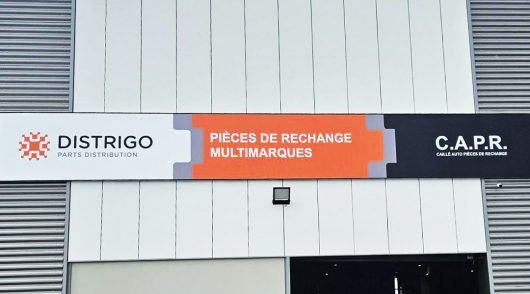 DISTRIGO
PARTS DISTRIBUTION
PIÈCES DE RECHANGE
MULTIMARQUES
C.A.P.R.
CAILLÉ AUTO PIÈCES DE RECHANGE